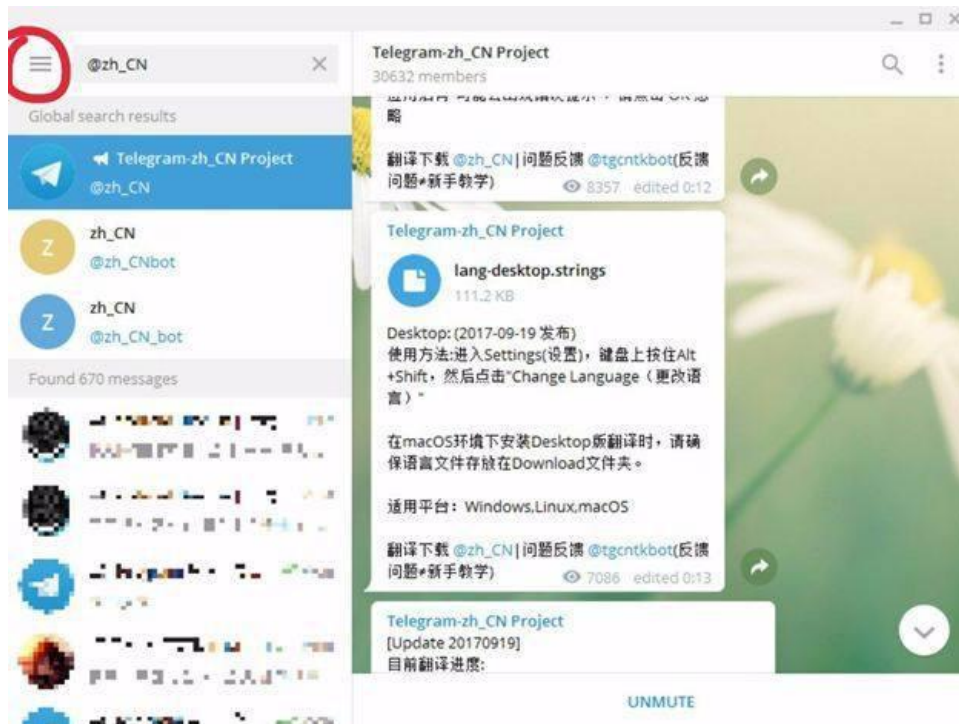 @zh_CN
Global search results
Telegram-zh_CN Project
@zh_CN
Z
zh_CN
@zh_CNbot
Z
zh_CN
@zh_CN_bot
Found 670 messages
Telegram-zh_CN Project
30632 members
略
翻译下载 @zh_CN|问题反馈 @tgcntkbot(反馈
问题≠新手教学) 8357 edited 0:12
Telegram-zh_CN Project
lang-desktop.strings
111.2 KB
Desktop: (2017-09-19 发布)
使用方法:进入Settings(设置)，键盘上按住Alt
+Shift，然后点击"Change Language（更改语
言）"
在macOS环境下安装Desktop版翻译时，请确
保语言文件存放在Download文件夹。
适用平台：Windows,Linux,macOS
翻译下载 @zh_CN|问题反馈 @tgcntkbot(反馈
问题≠新手教学) 7086 edited 0:13
Telegram-zh_CN Project
[Update 20170919]
目前翻译进度:
UNMUTE